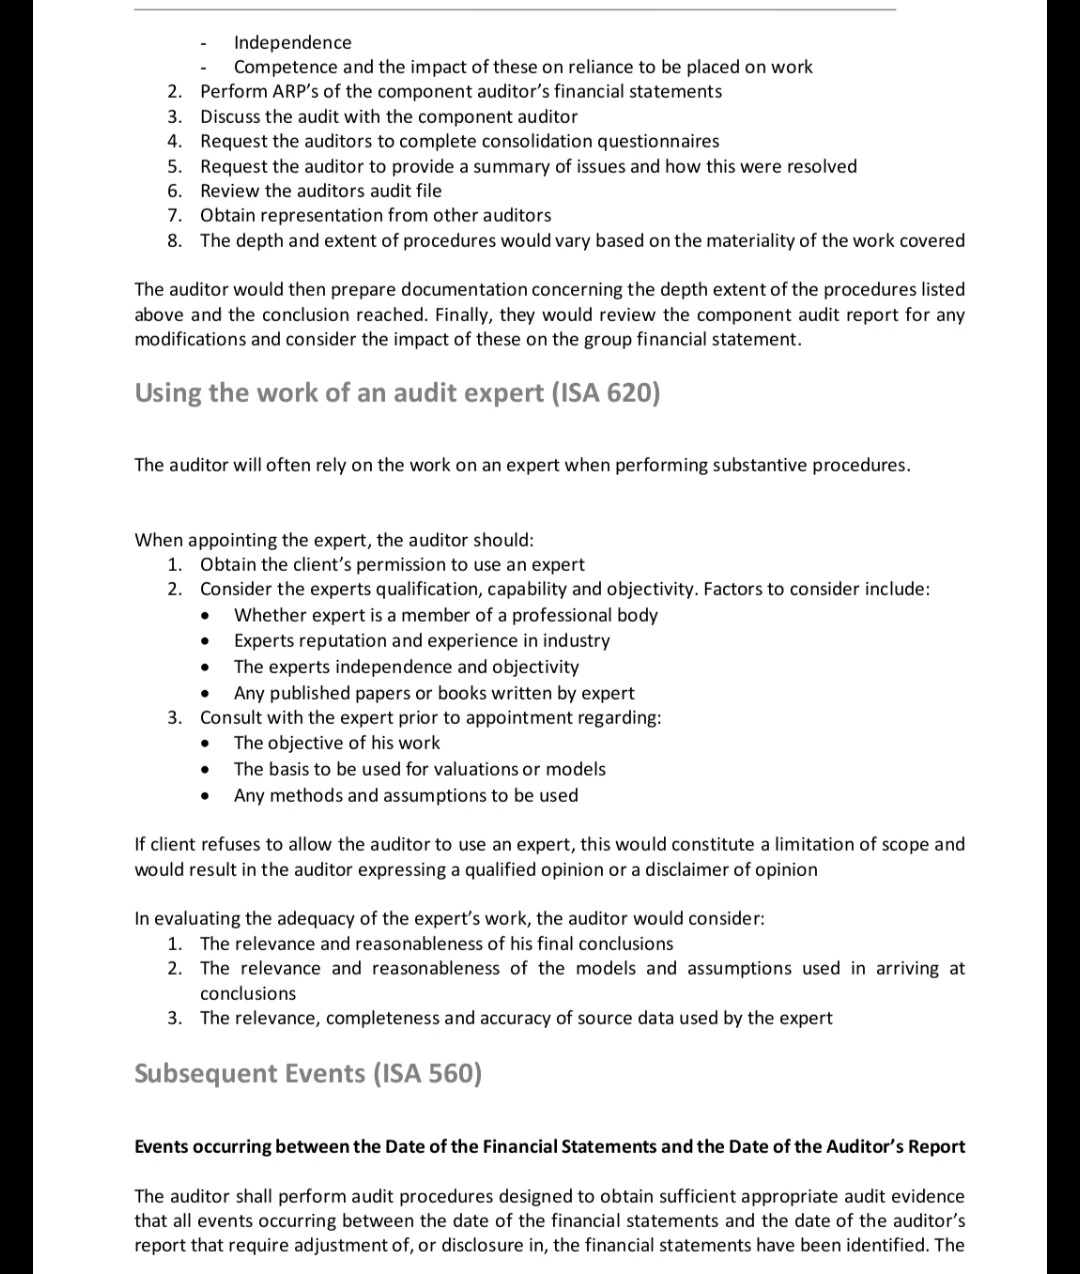 - Independence
- Competence and the impact of these on reliance to be placed on work
2. Perform ARP's of the component auditor's financial statements
3. Discuss the audit with the component auditor
4. Request the auditors to complete consolidation questionnaires
5. Request the auditor to provide a summary of issues and how this were resolved
6. Review the auditors audit file
7. Obtain representation from other auditors
8. The depth and extent of procedures would vary based on the materiality of the work covered
The auditor would then prepare documentation concerning the depth extent of the procedures listed
above and the conclusion reached. Finally, they would review the component audit report for any
modifications and consider the impact of these on the group financial statement.
Using the work of an audit expert (ISA 620)
The auditor will often rely on the work on an expert when performing substantive procedures.
When appointing the expert, the auditor should:
1. Obtain the client's permission to use an expert
2. Consider the experts qualification, capability and objectivity. Factors to consider include:
• Whether expert is a member of a professional body
• Experts reputation and experience in industry
• The experts independence and objectivity
• Any published papers or books written by expert
3. Consult with the expert prior to appointment regarding:
• The objective of his work
• The basis to be used for valuations or models
• Any methods and assumptions to be used
If client refuses to allow the auditor to use an expert, this would constitute a limitation of scope and
would result in the auditor expressing a qualified opinion or a disclaimer of opinion
In evaluating the adequacy of the expert's work, the auditor would consider:
1. The relevance and reasonableness of his final conclusions
2. The relevance and reasonableness of the models and assumptions used in arriving at
conclusions
3. The relevance, completeness and accuracy of source data used by the expert
Subsequent Events (ISA 560)
Events occurring between the Date of the Financial Statements and the Date of the Auditor's Report
The auditor shall perform audit procedures designed to obtain sufficient appropriate audit evidence
that all events occurring between the date of the financial statements and the date of the auditor's
report that require adjustment of, or disclosure in, the financial statements have been identified. The